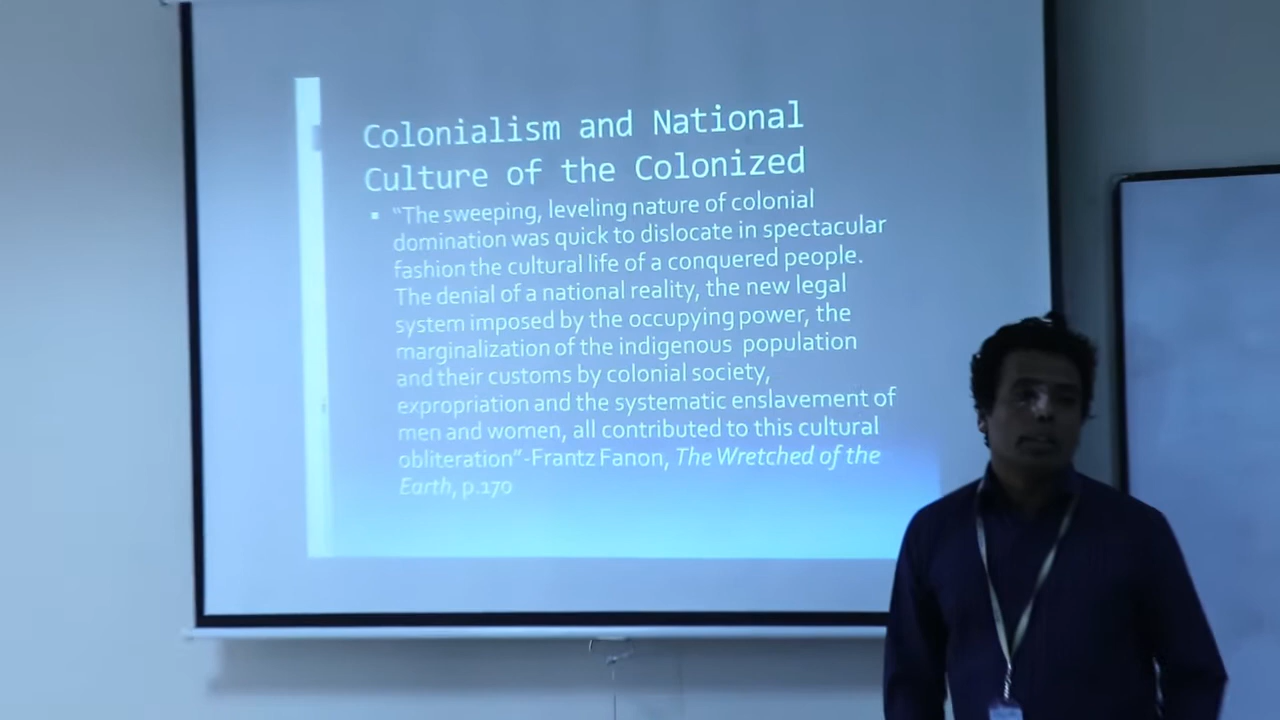 Colonialism and National
Culture of the Colonized
▪ “The sweeping, leveling nature of colonial
domination was quick to dislocate in spectacular
fashion the cultural life of a conquered people.
The denial of a national reality, the new legal
system imposed by the occupying power, the
marginalization of the indigenous population
and their customs by colonial society,
expropriation and the systematic enslavement of
men and women, all contributed to this cultural
obliteration”-Frantz Fanon, The Wretched of the
Earth, p.170